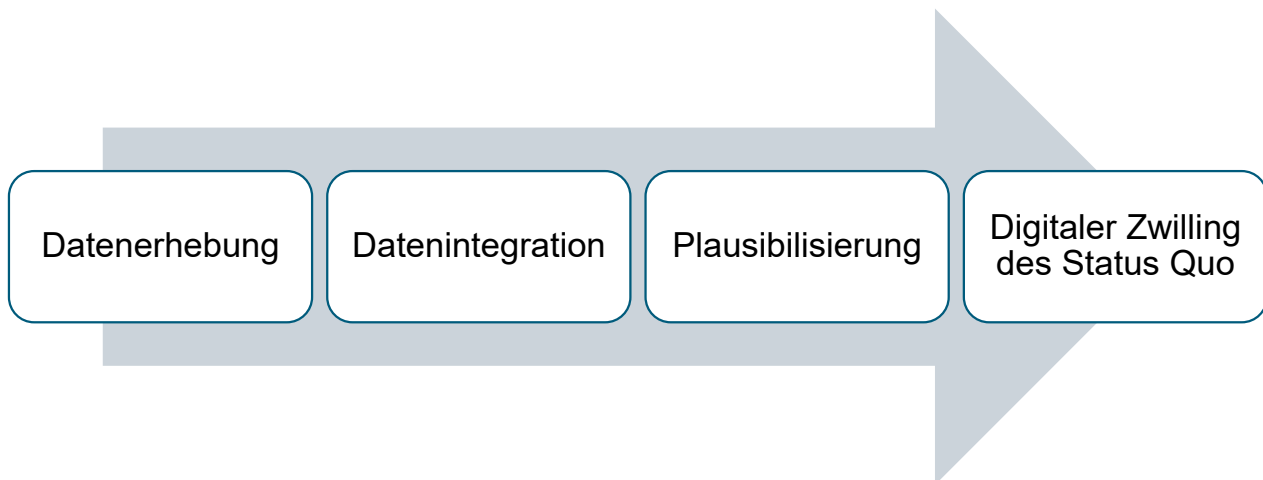 Datenerhebung
Datenintegration
Plausibilisierung
Digitaler Zwilling
des Status Quo